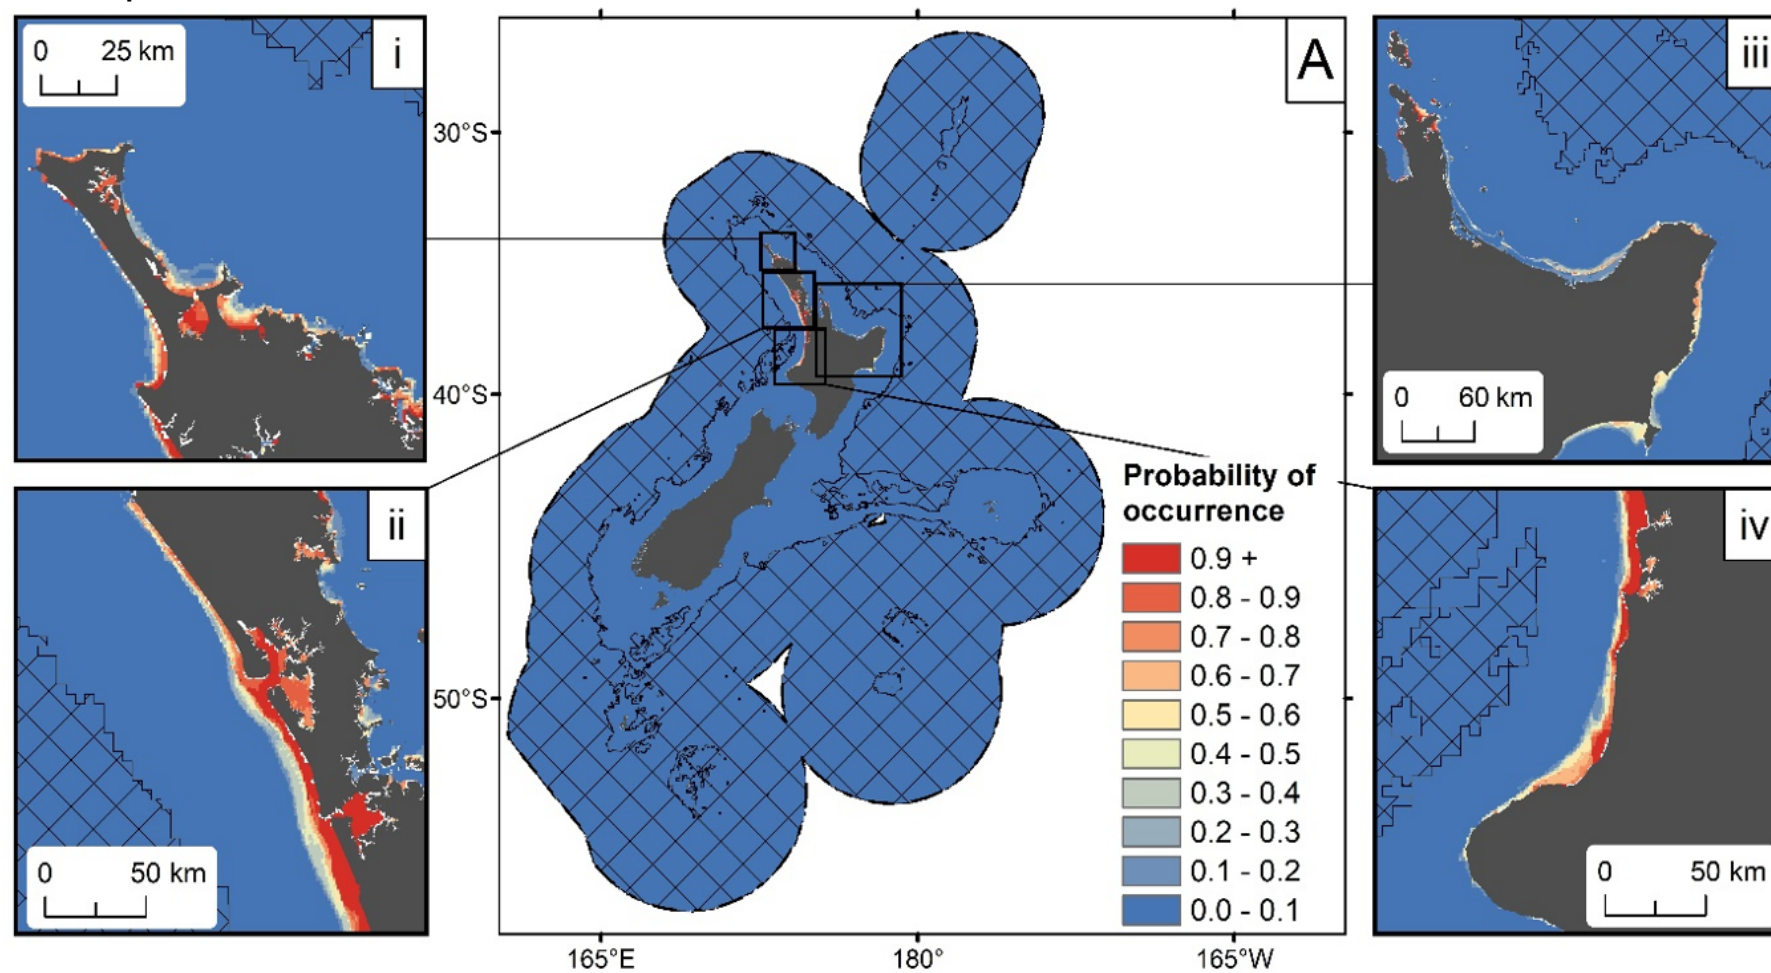 i
0 25 km
A
iii
0 60 km
30°S
40°S
50°S
ii
0 50 km
iv
0 50 km
Probability of
occurrence
0.9 +
0.8 - 0.9
0.7 - 0.8
0.6 - 0.7
0.5 - 0.6
0.4 - 0.5
0.3 - 0.4
0.2 - 0.3
0.1 - 0.2
0.0 - 0.1
165°E 180° 165°W